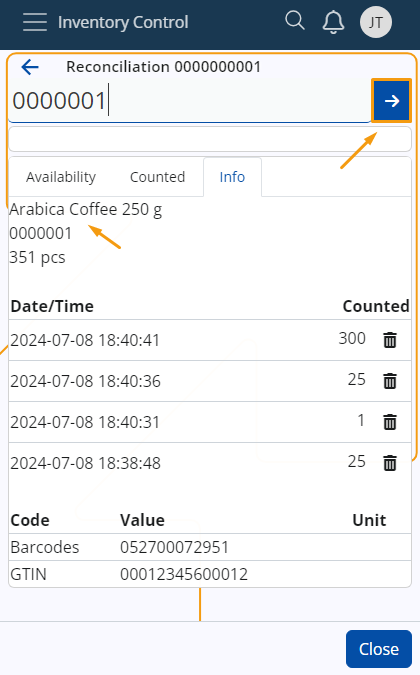 Inventory Control
JT
Reconciliation 0000000001
0000001
Availability Counted Info
Arabica Coffee 250 g
0000001
351 pcs
Date/Time Counted
2024-07-08 18:40:41 300
2024-07-08 18:40:36 25
2024-07-08 18:40:31 1
2024-07-08 18:38:48 25
Code Value Unit
Barcodes 052700072951
GTIN 00012345600012
Close